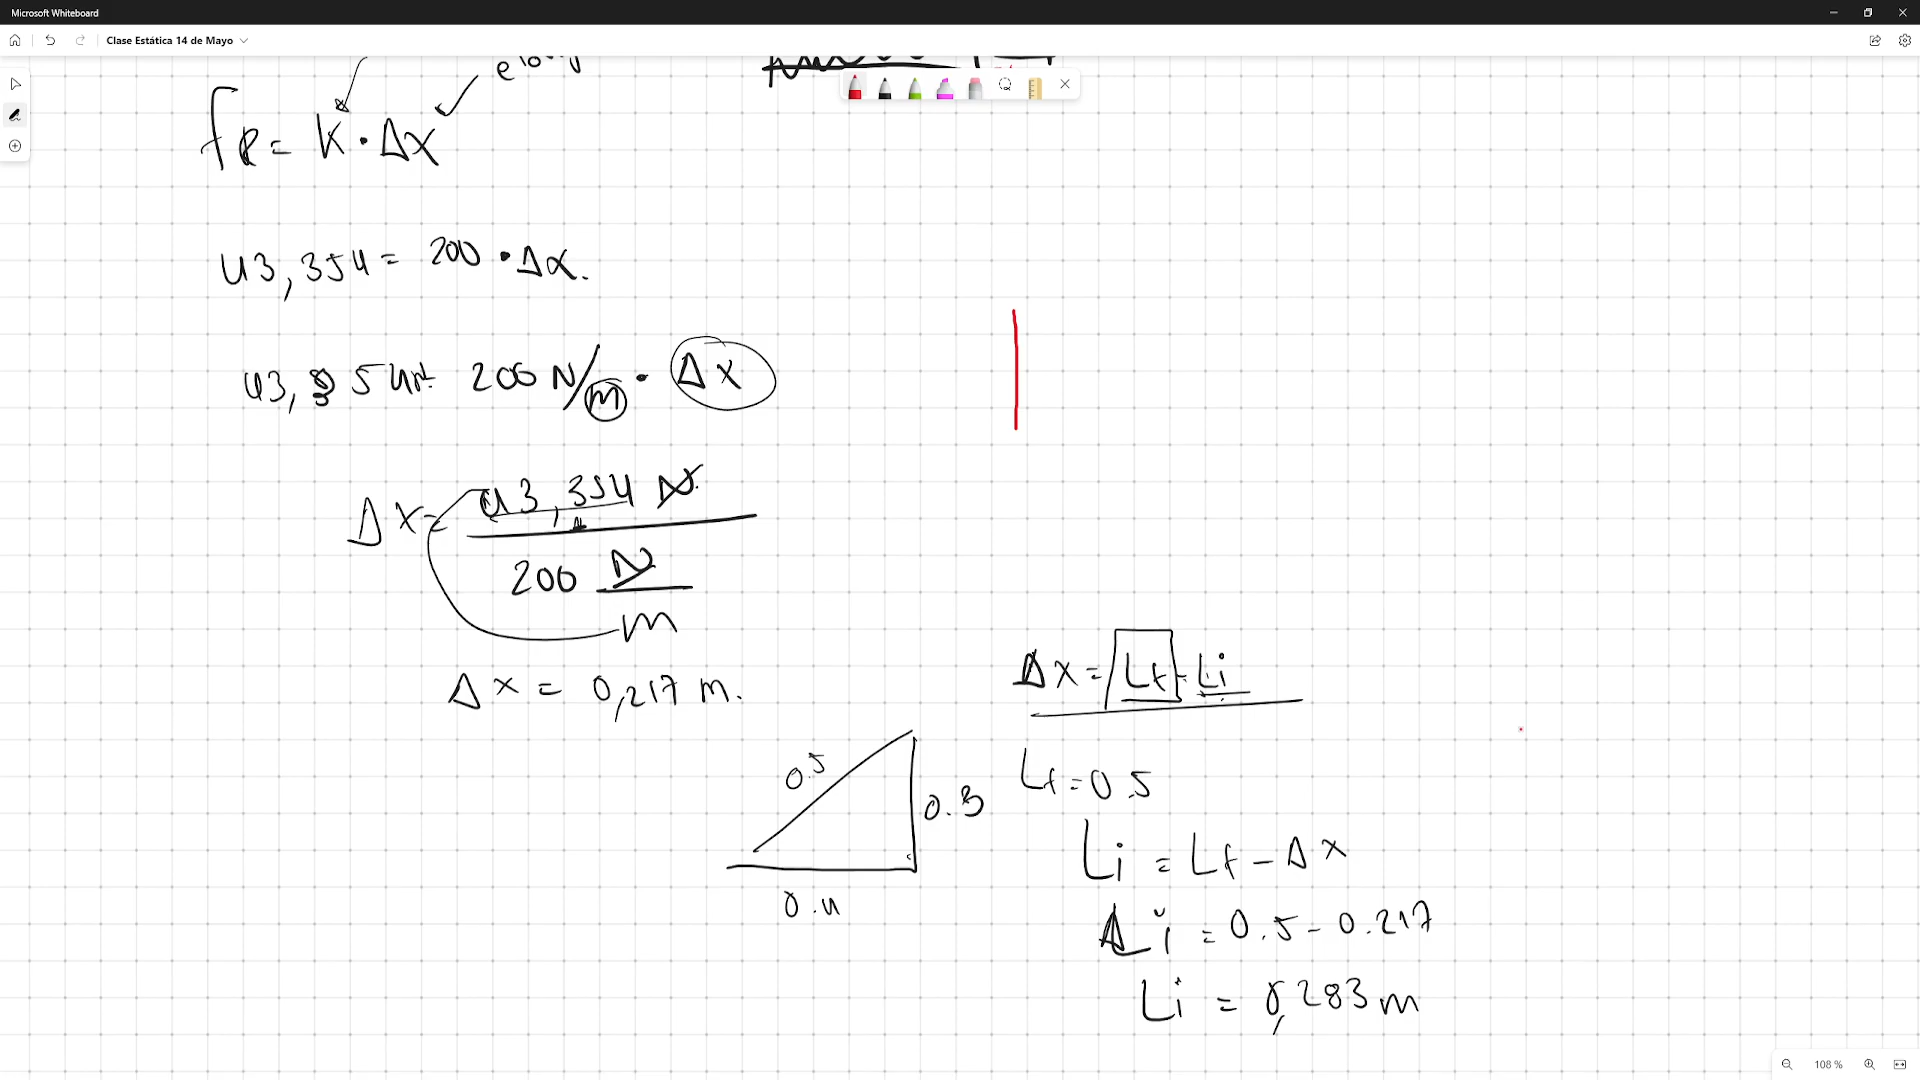 Microsoft Whiteboard
Clase Estática 14 de Mayo
fe = K · Δx
43,354 = 200 · Δx.
43,354N = 200 N/m · Δx
Δx = 43,354 N
200 N
m
Δx = 0,217 m.
Δx = Lf - Li
0.5
0.3
0.4
Lf = 0.5
Li = Lf - Δx
Li = 0.5 - 0.217
Li = 0,283 m
108 %